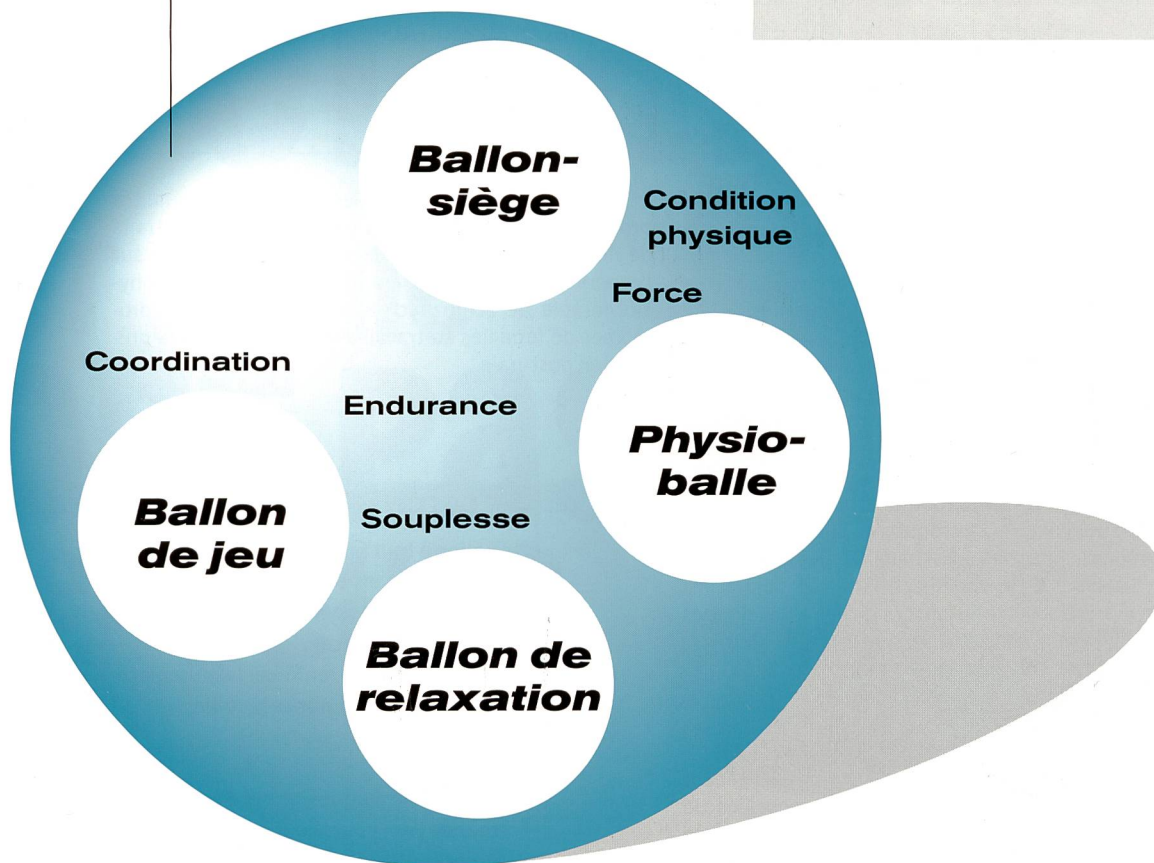 Ballon-
siège
Condition
physique
Force
Coordination
Endurance
Physio-
balle
Ballon
de jeu
Souplesse
Ballon de
relaxation